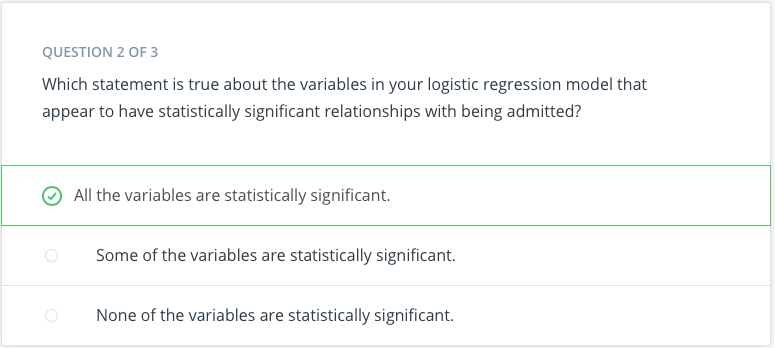 QUESTION 2 OF 3
Which statement is true about the variables in your logistic regression model that
appear to have statistically significant relationships with being admitted?
All the variables are statistically significant.
Some of the variables are statistically significant.
None of the variables are statistically significant.